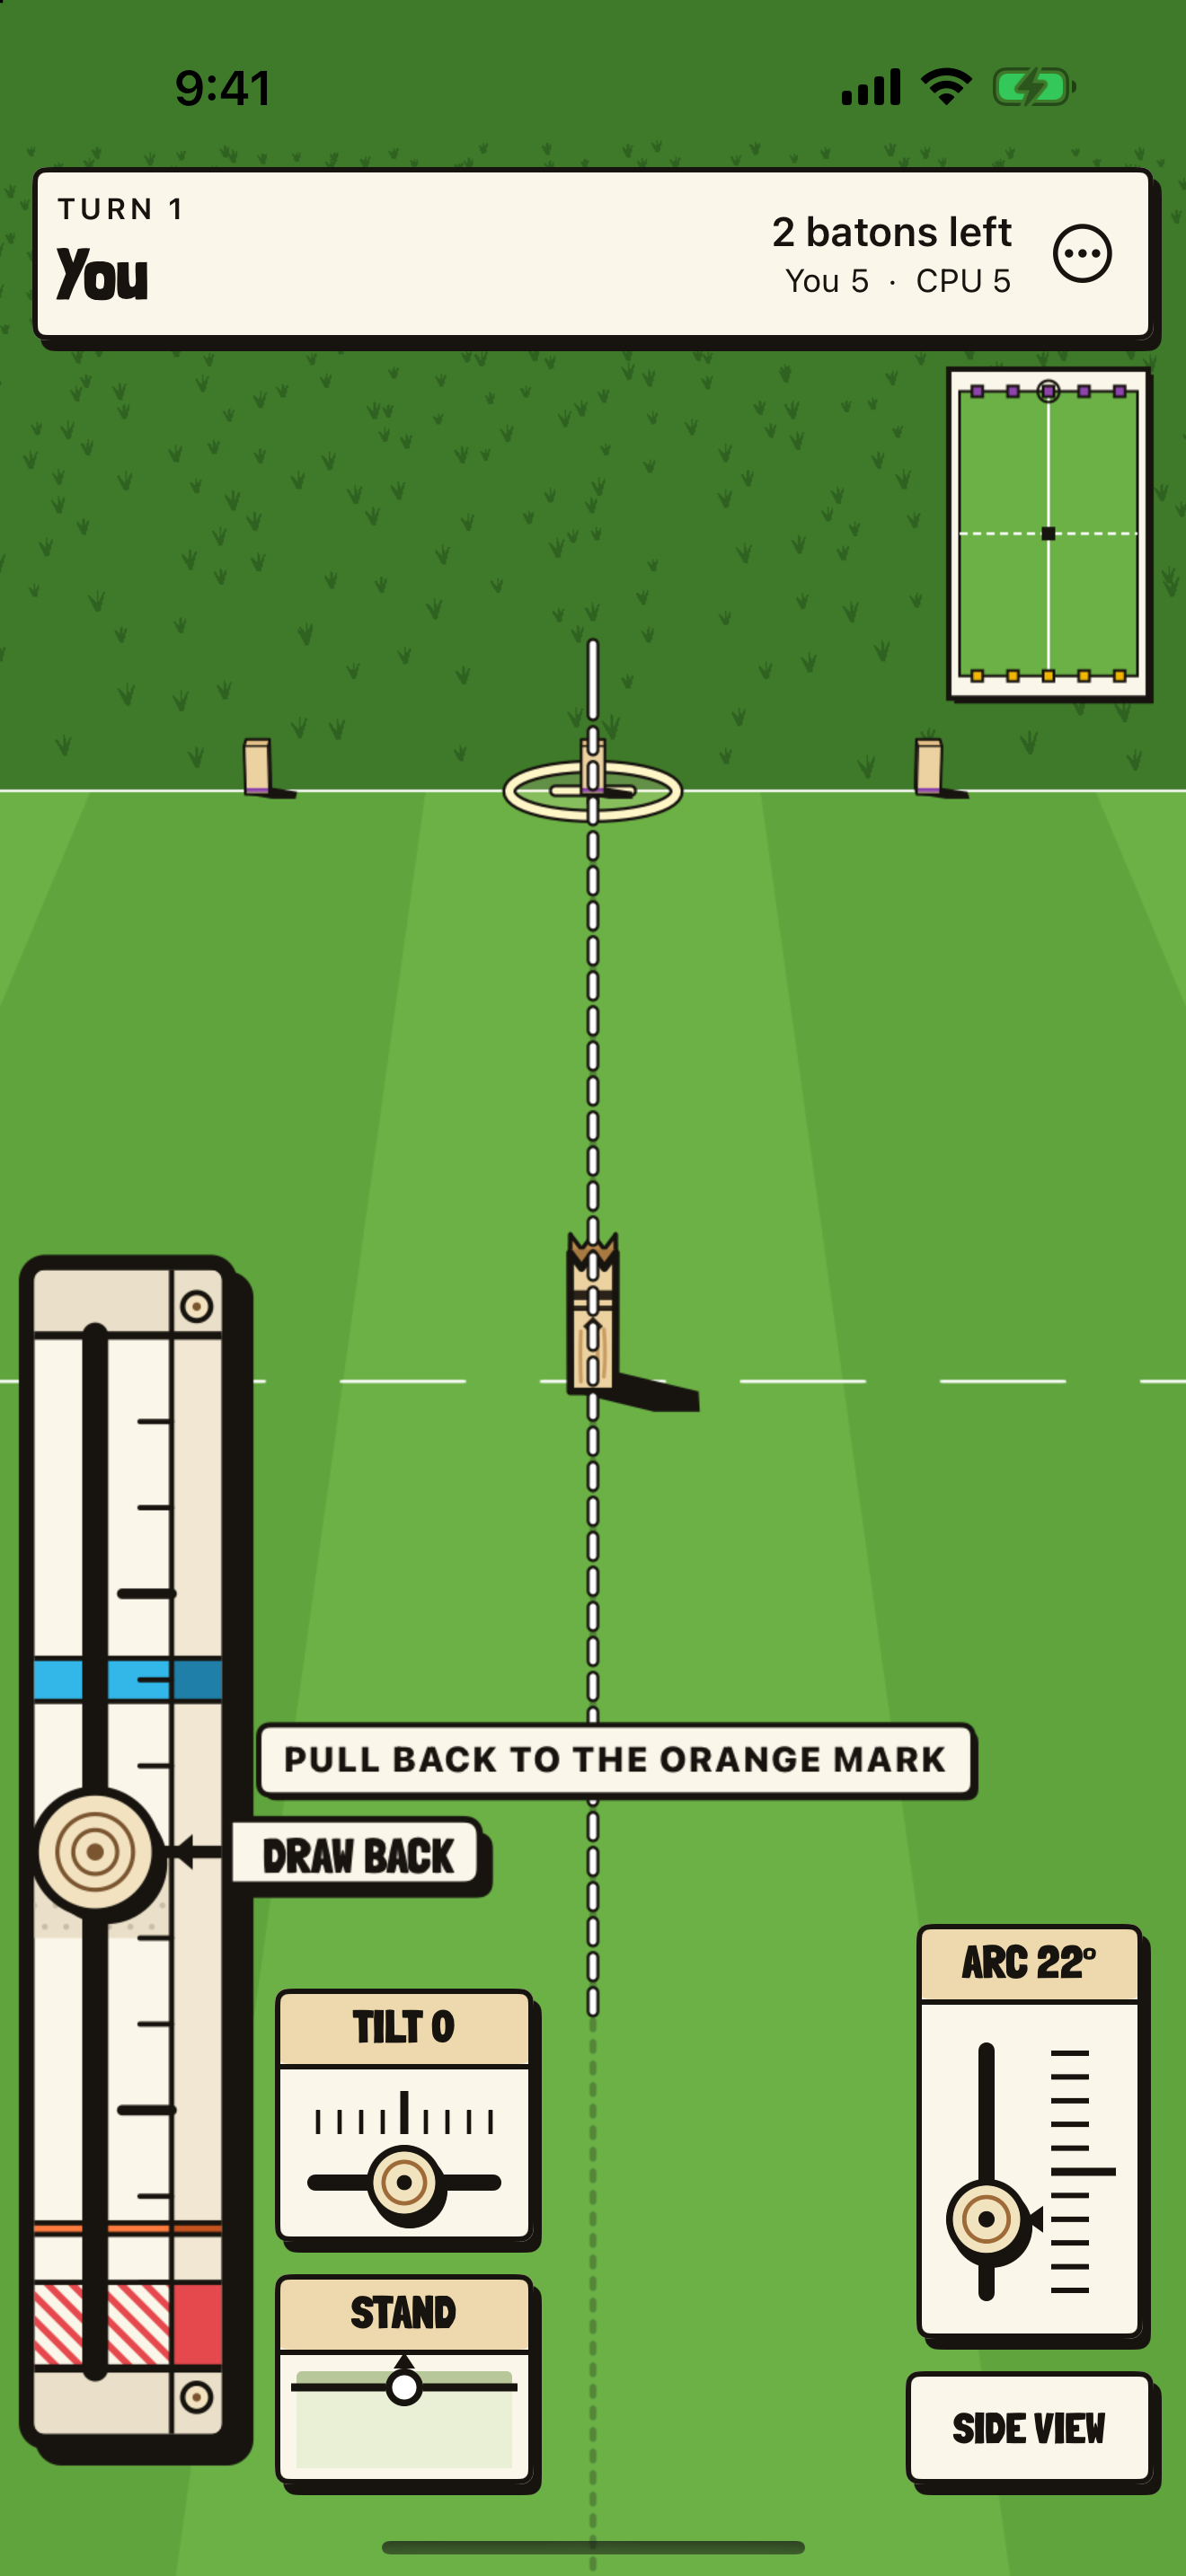 9:41
TURN 1
You
2 batons left
You 5 · CPU 5
PULL BACK TO THE ORANGE MARK
DRAW BACK
ARC 22°
TILT 0
STAND
SIDE VIEW